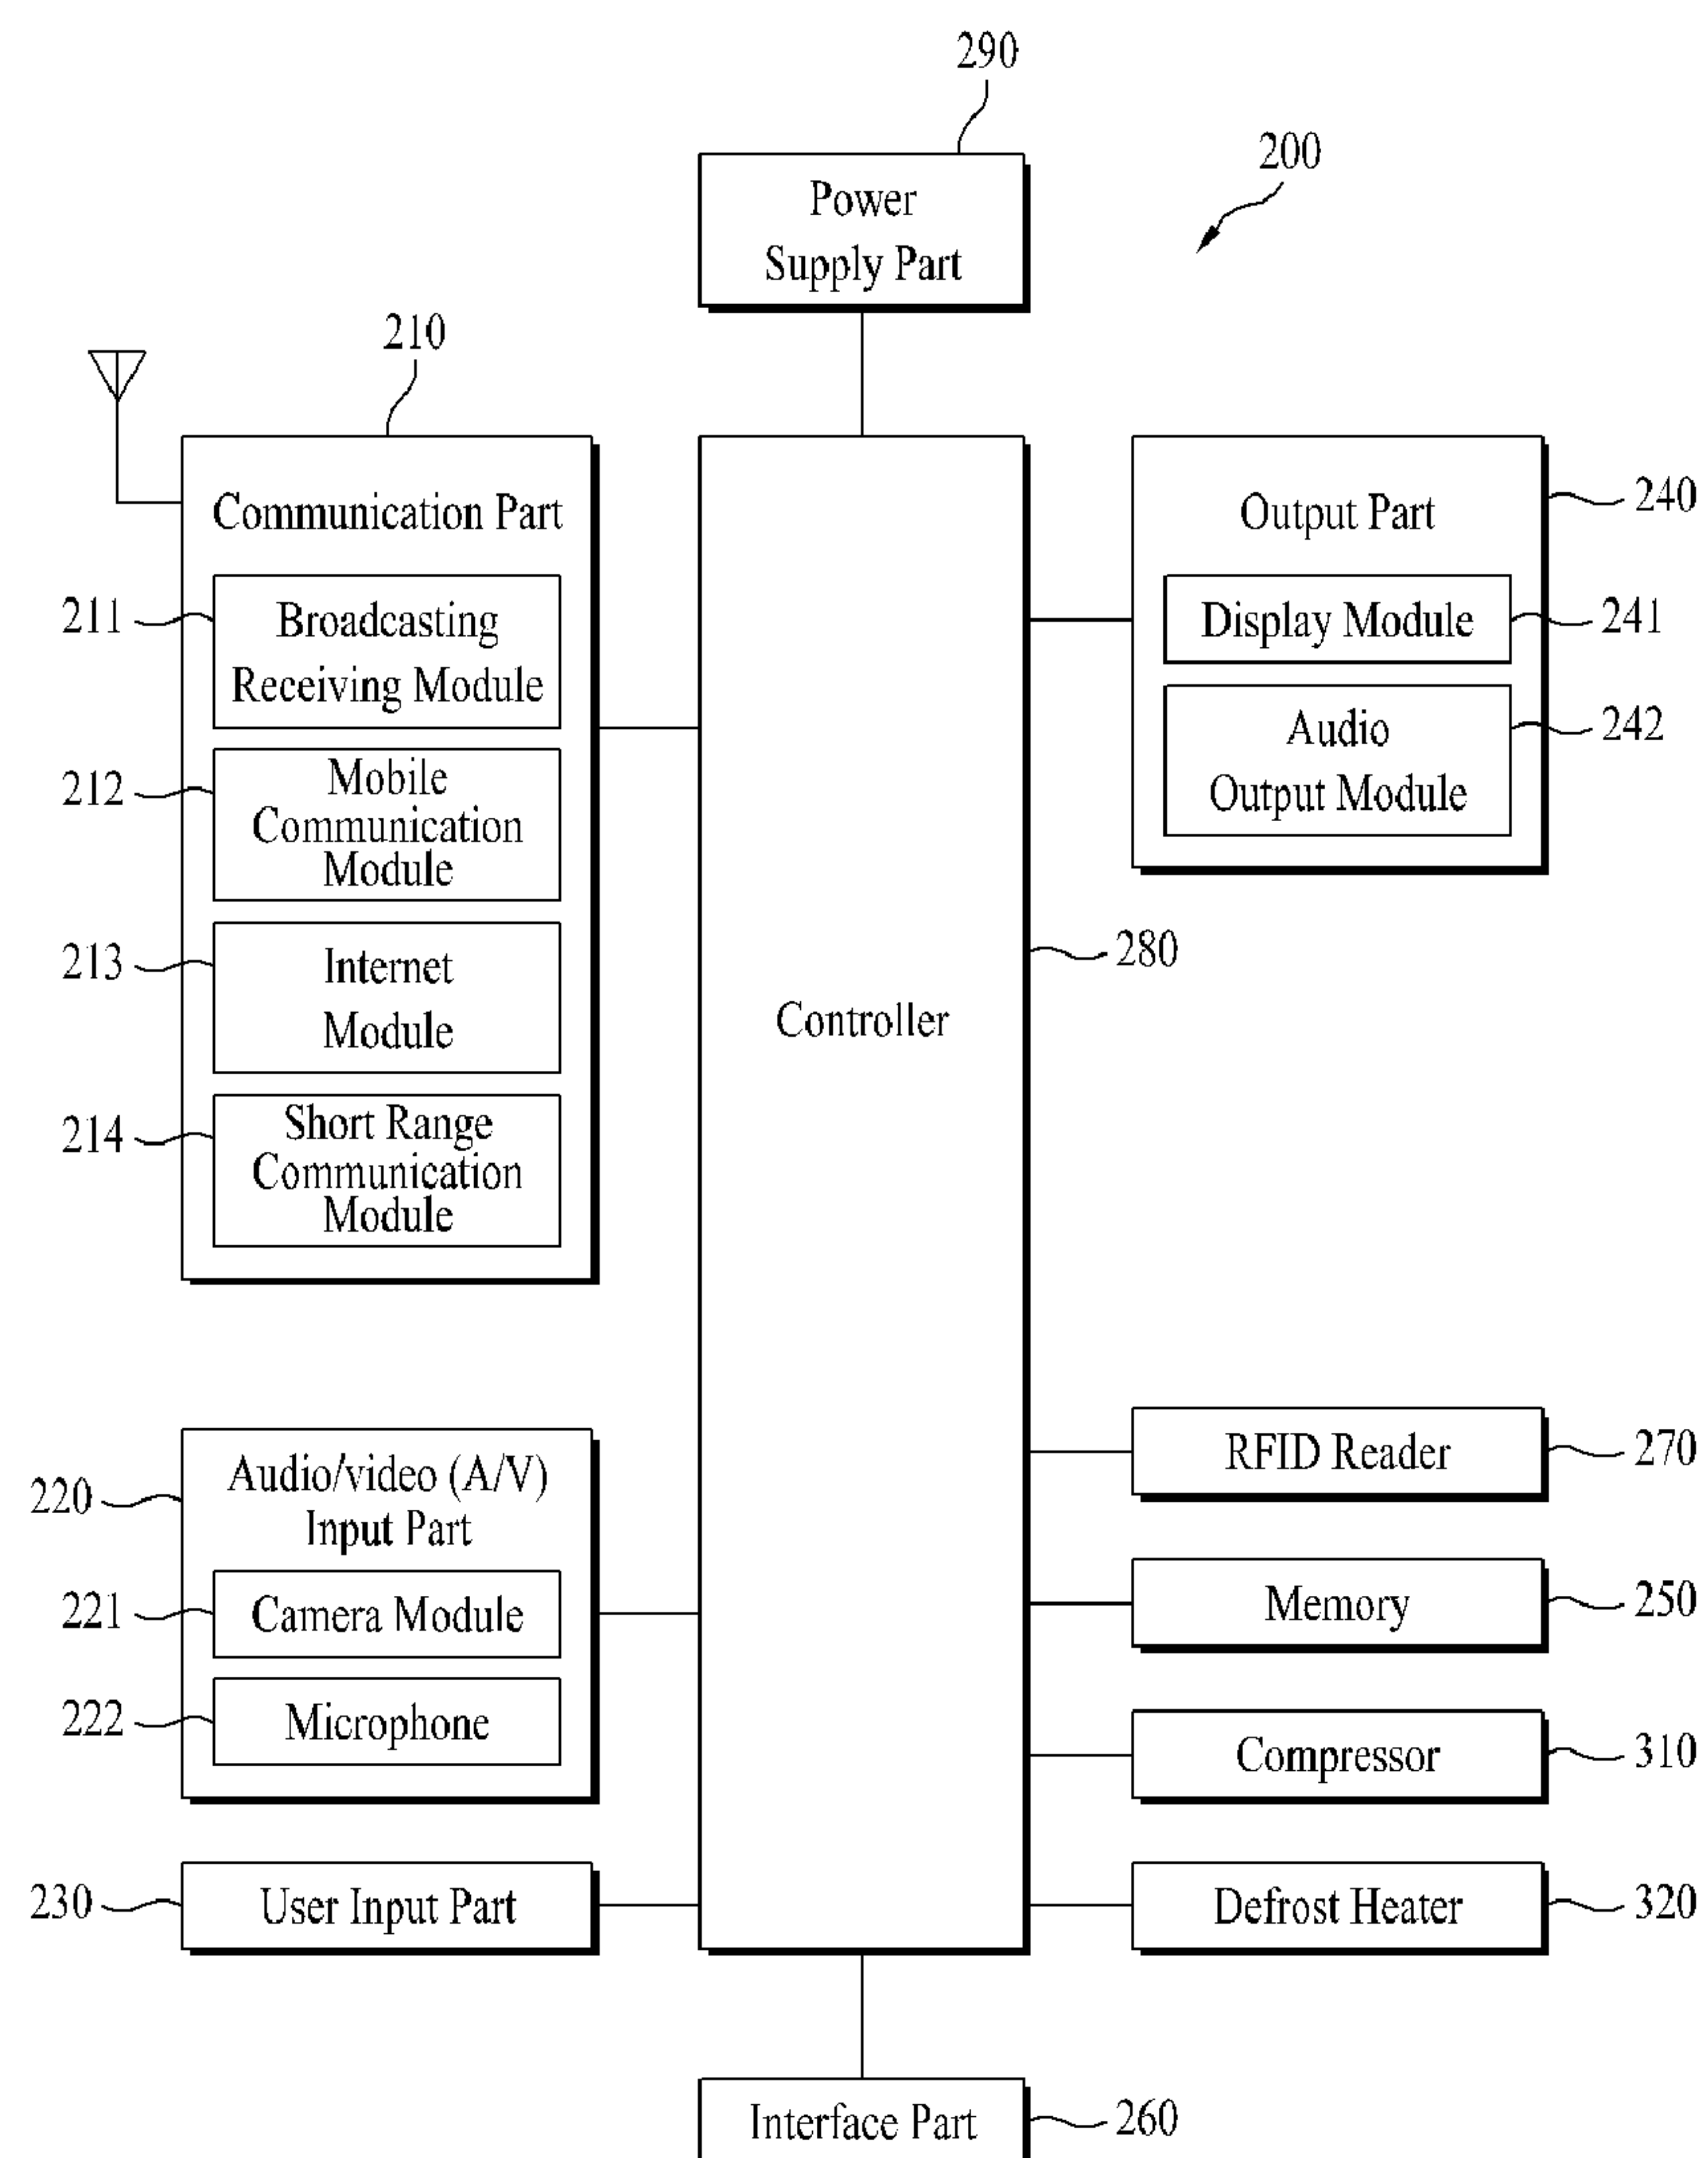 290
200
Power
Supply Part
210
Communication Part
211
Broadcasting
Receiving Module
212
Mobile
Communication
Module
213
Internet
Module
214
Short Range
Communication
Module
Output Part
240
Display Module
241
Audio
Output Module
242
Controller
280
220
Audio/video (A/V)
Input Part
221
Camera Module
222
Microphone
230
User Input Part
RFID Reader
270
Memory
250
Compressor
310
Defrost Heater
320
Interface Part
260